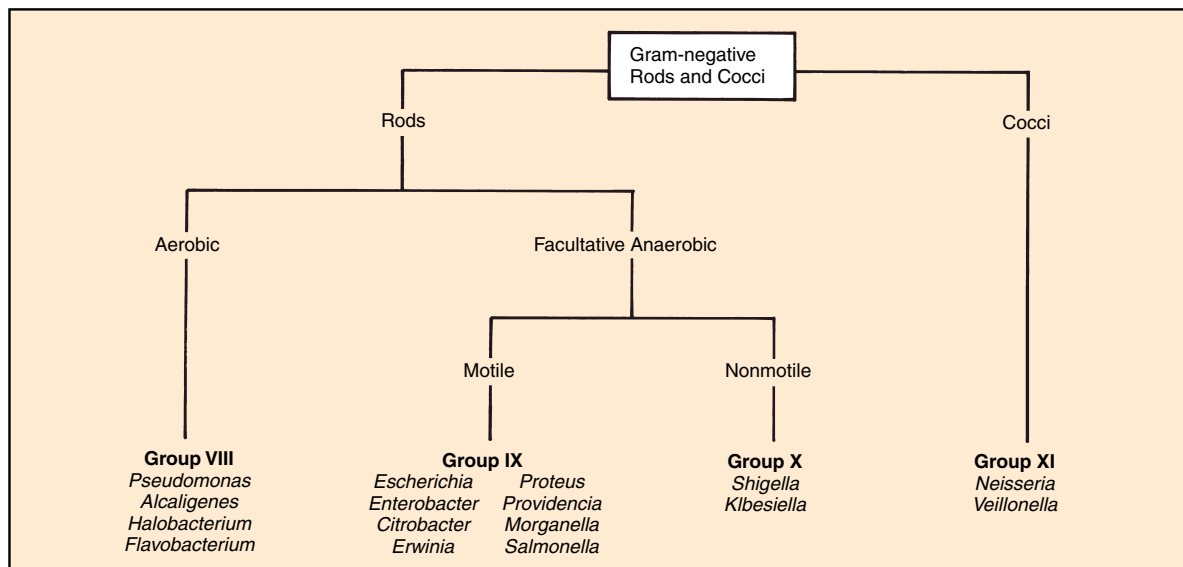 Gram-negative
Rods and Cocci
Rods
Cocci
Aerobic
Facultative Anaerobic
Motile
Nonmotile
Group VIII
Pseudomonas
Alcaligenes
Halobacterium
Flavobacterium
Group IX
Escherichia
Enterobacter
Citrobacter
Erwinia
Proteus
Providencia
Morganella
Salmonella
Group X
Shigella
Klbesiella
Group XI
Neisseria
Veillonella